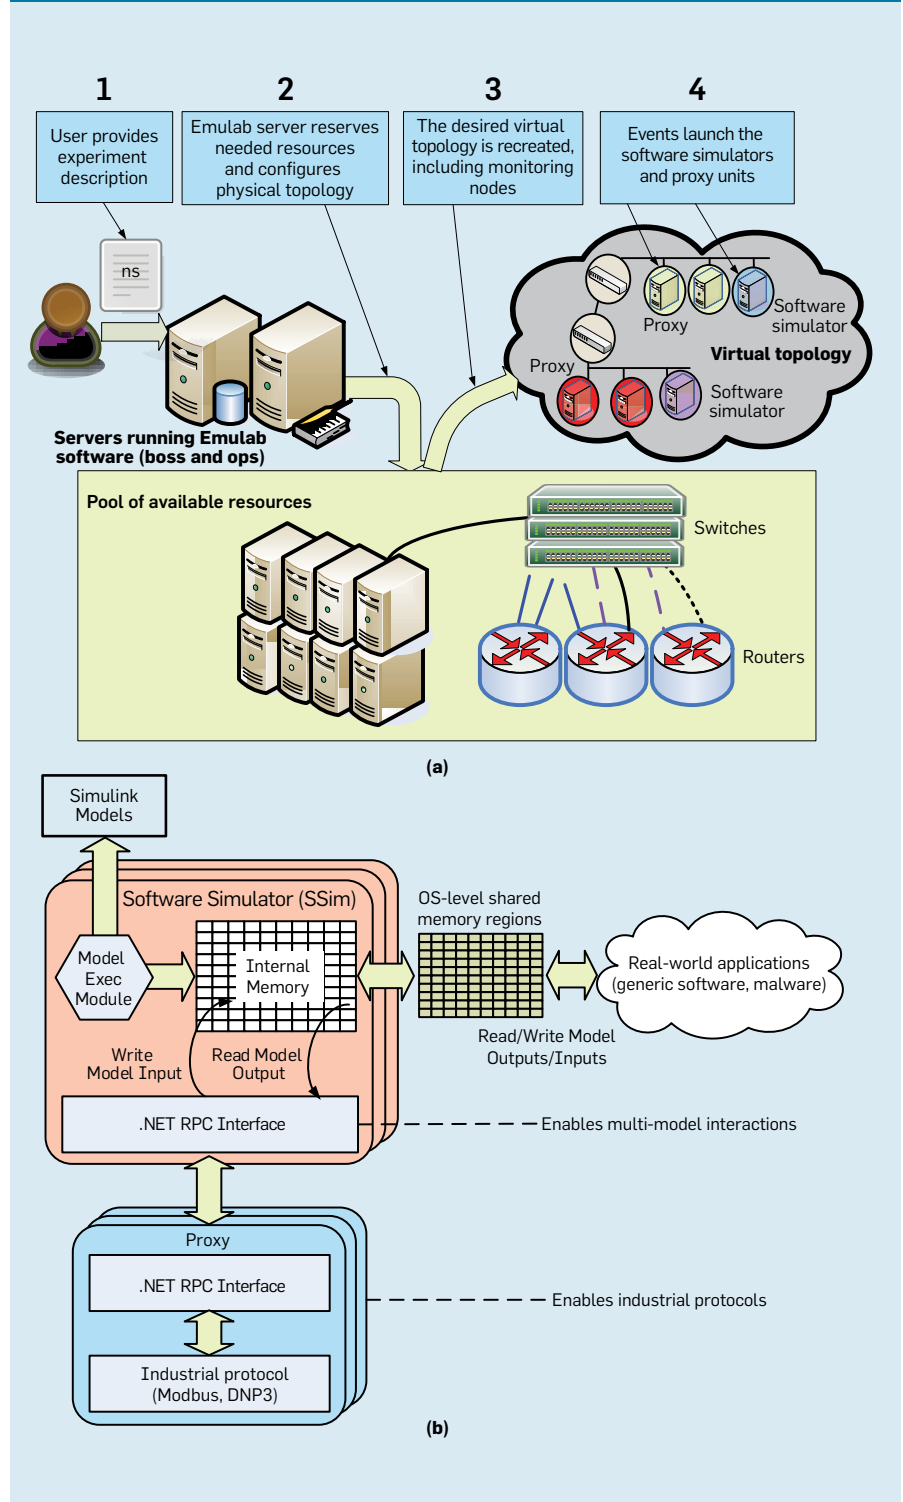 1
2
3
4
User provides
experiment
description
Emulab server reserves
needed resources
and configures
physical topology
The desired virtual
topology is recreated,
including monitoring
nodes
Events launch the
software simulators
and proxy units
ns
Proxy
Software
simulator
Virtual topology
Proxy
Software
simulator
Servers running Emulab
software (boss and ops)
Pool of available resources
Switches
Routers
(a)
Simulink
Models
Software Simulator (SSim)
OS-level shared
memory regions
Model
Exec
Module
Internal
Memory
Real-world applications
(generic software, malware)
Read/Write Model
Outputs/Inputs
Write
Model Input
Read Model
Output
.NET RPC Interface
Enables multi-model interactions
Proxy
.NET RPC Interface
Enables industrial protocols
Industrial protocol
(Modbus, DNP3)
(b)